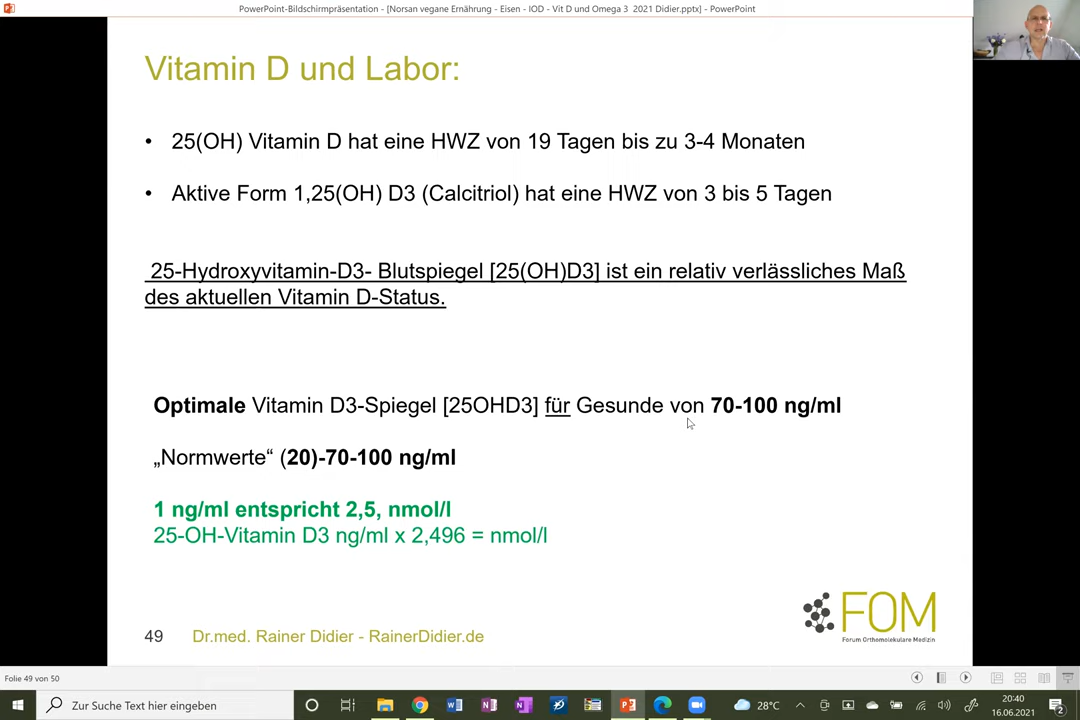 PowerPoint-Bildschirmpräsentation - [Norsan vegane Ernährung - Eisen - IOD - Vit D und Omega 3 2021 Didier.pptx] - PowerPoint
Vitamin D und Labor:
• 25(OH) Vitamin D hat eine HWZ von 19 Tagen bis zu 3-4 Monaten
• Aktive Form 1,25(OH) D3 (Calcitriol) hat eine HWZ von 3 bis 5 Tagen
25-Hydroxyvitamin-D3- Blutspiegel [25(OH)D3] ist ein relativ verlässliches Maß
des aktuellen Vitamin D-Status.
Optimale Vitamin D3-Spiegel [25OHD3] für Gesunde von 70-100 ng/ml
„Normwerte“ (20)-70-100 ng/ml
1 ng/ml entspricht 2,5, nmol/l
25-OH-Vitamin D3 ng/ml x 2,496 = nmol/l
FOM
Forum Orthomolekulare Medizin
49 Dr.med. Rainer Didier - RainerDidier.de
Folie 49 von 50
Zur Suche Text hier eingeben
28°C
20:40
16.06.2021
2